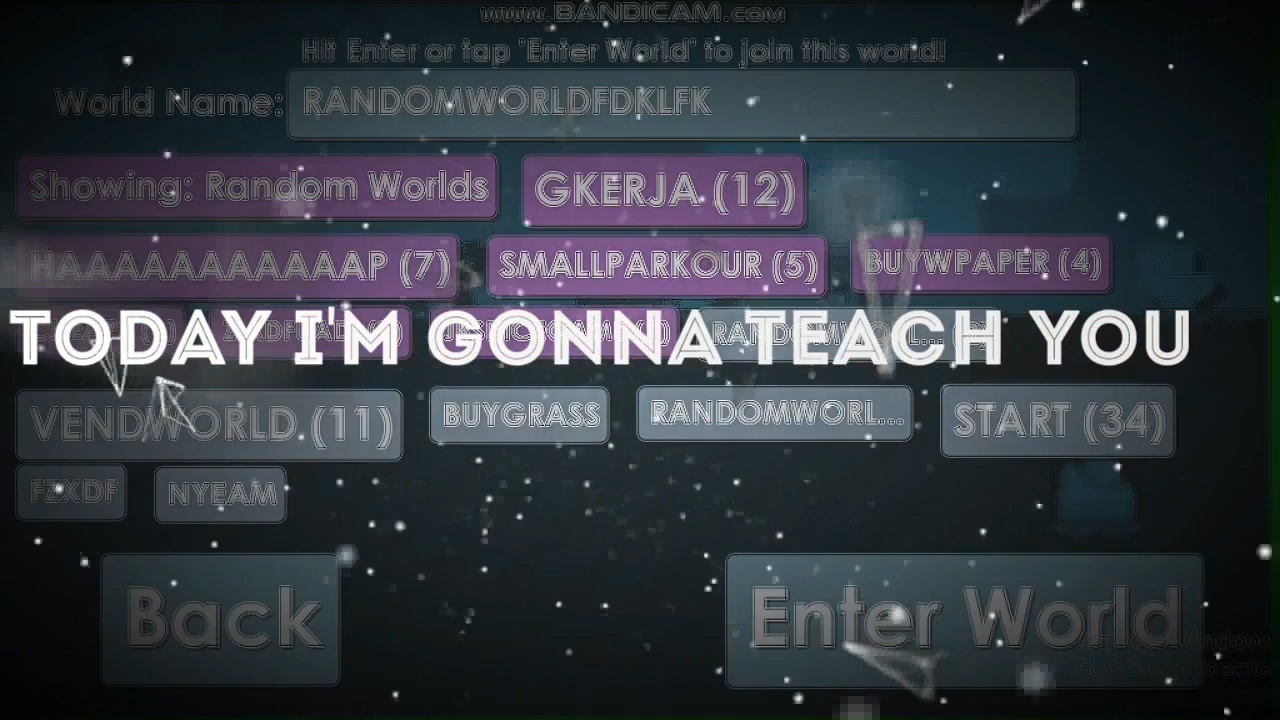 www.BANDICAM.com
Hit Enter or tap "Enter World" to join this world!
World Name: RANDOMWORLDFDKLFK
Showing: Random Worlds GKERJA (12)
HAAAAAAAAAAAP (7) SMALLPARKOUR (5) BUYWPAPER (4)
TODAY I'M GONNA TEACH YOU
VENDWORLD (11) BUYGRASS RANDOMWORL... START (34)
FZXDF NYEAM
Back Enter World